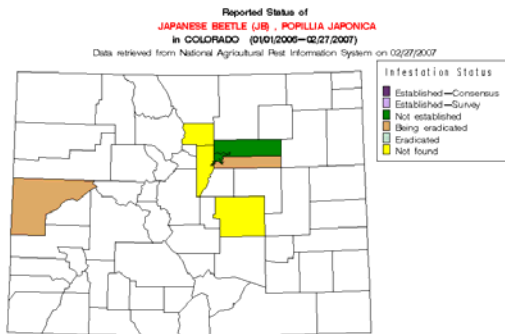 Reported Status of
JAPANESE BEETLE (JB) , POPILLIA JAPONICA
in COLORADO (01/01/2006—02/27/2007)
Data retrieved from National Agricultural Pest Information System on 02/27/2007
Infestation Status
Established—Consensus
Established—Survey
Not established
Being eradicated
Eradicated
Not found